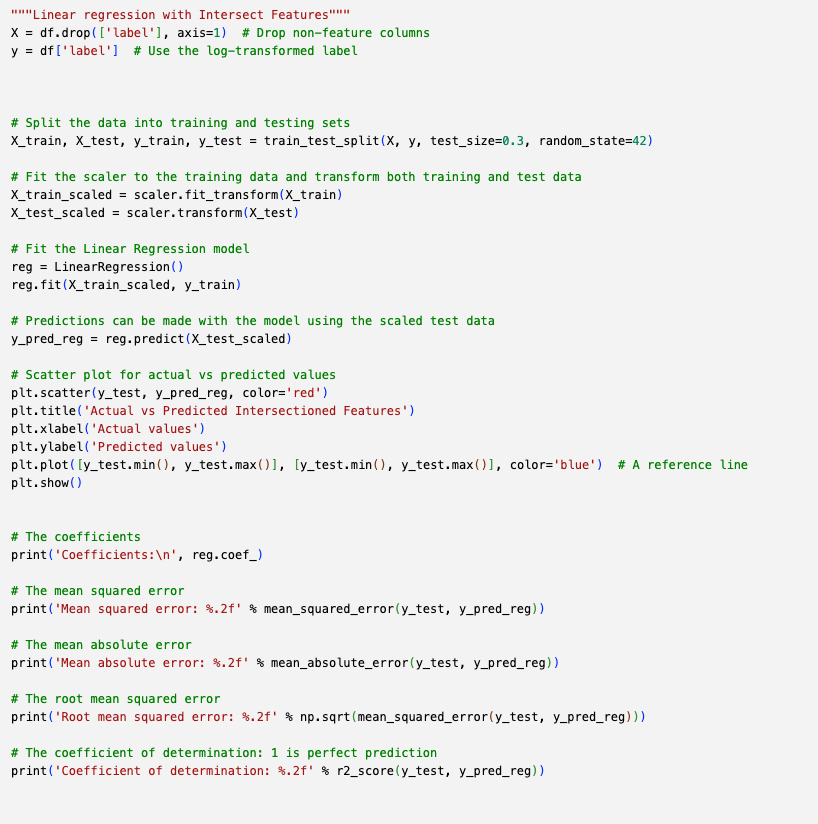 """Linear regression with Intersect Features"""
X = df.drop(['label'], axis=1)  # Drop non-feature columns
y = df['label']  # Use the log-transformed label
# Split the data into training and testing sets
X_train, X_test, y_train, y_test = train_test_split(X, y, test_size=0.3, random_state=42)
# Fit the scaler to the training data and transform both training and test data
X_train_scaled = scaler.fit_transform(X_train)
X_test_scaled = scaler.transform(X_test)
# Fit the Linear Regression model
reg = LinearRegression()
reg.fit(X_train_scaled, y_train)
# Predictions can be made with the model using the scaled test data
y_pred_reg = reg.predict(X_test_scaled)
# Scatter plot for actual vs predicted values
plt.scatter(y_test, y_pred_reg, color='red')
plt.title('Actual vs Predicted Intersectioned Features')
plt.xlabel('Actual values')
plt.ylabel('Predicted values')
plt.plot([y_test.min(), y_test.max()], [y_test.min(), y_test.max()], color='blue')  # A reference line
plt.show()
# The coefficients
print('Coefficients:\n', reg.coef_)
# The mean squared error
print('Mean squared error: %.2f' % mean_squared_error(y_test, y_pred_reg))
# The mean absolute error
print('Mean absolute error: %.2f' % mean_absolute_error(y_test, y_pred_reg))
# The root mean squared error
print('Root mean squared error: %.2f' % np.sqrt(mean_squared_error(y_test, y_pred_reg)))
# The coefficient of determination: 1 is perfect prediction
print('Coefficient of determination: %.2f' % r2_score(y_test, y_pred_reg))